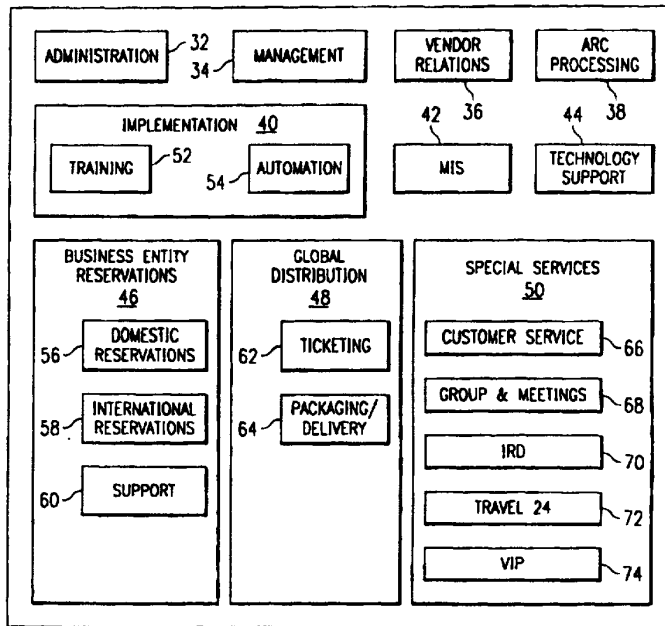 ADMINISTRATION
32
34
MANAGEMENT
VENDOR
RELATIONS
36
ARC
PROCESSING
38
IMPLEMENTATION 40
TRAINING
52
54
AUTOMATION
42
MIS
44
TECHNOLOGY
SUPPORT
BUSINESS ENTITY
RESERVATIONS
46
56
DOMESTIC
RESERVATIONS
58
INTERNATIONAL
RESERVATIONS
60
SUPPORT
GLOBAL
DISTRIBUTION
48
62
TICKETING
64
PACKAGING/
DELIVERY
SPECIAL SERVICES
50
CUSTOMER SERVICE
66
GROUP & MEETINGS
68
IRD
70
TRAVEL 24
72
VIP
74